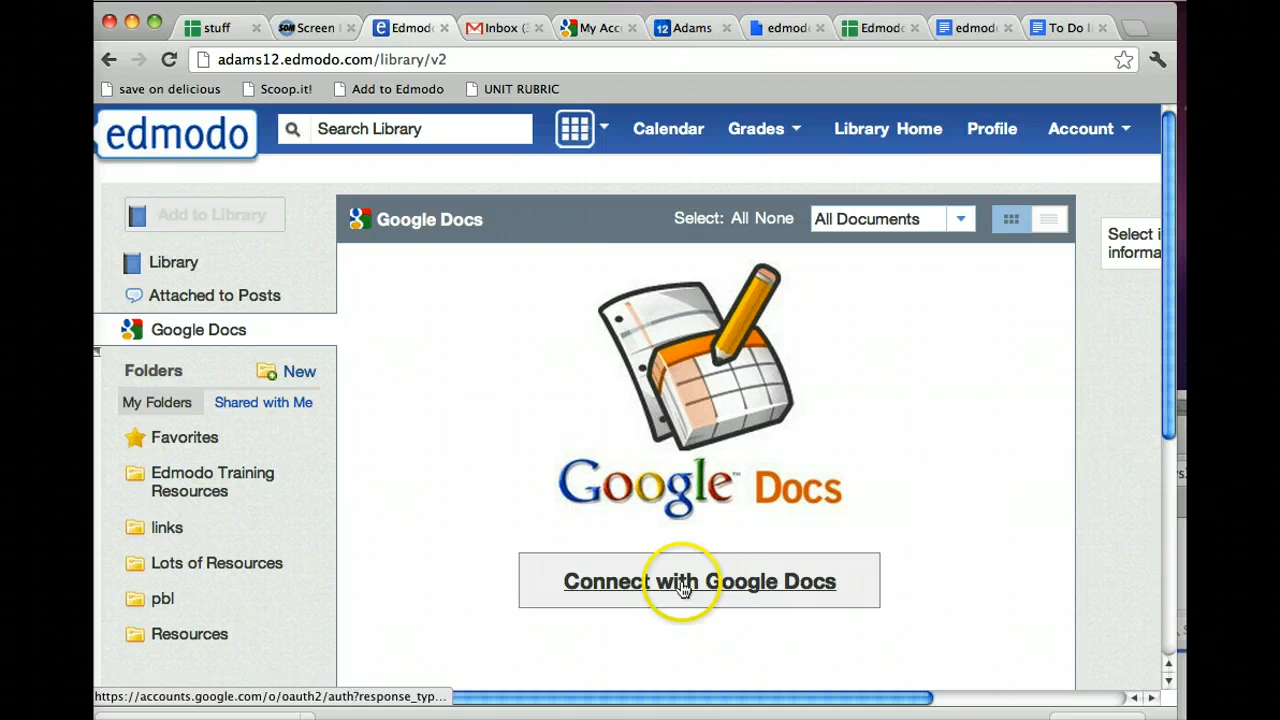 stuff
Screen
Edmod
Inbox (
My Acc
12 Adams
edmod
Edmod
edmod
To Do l
adams12.edmodo.com/library/v2
save on delicious
Scoop.it!
Add to Edmodo
UNIT RUBRIC
edmodo
Search Library
Calendar
Grades
Library Home
Profile
Account
Add to Library
Google Docs
Select: All None
All Documents
Select i
informa
Library
Attached to Posts
Google Docs
Folders
New
My Folders
Shared with Me
Favorites
Edmodo Training
Resources
links
Lots of Resources
pbl
Resources
Google™ Docs
Connect with Google Docs
https://accounts.google.com/o/oauth2/auth?response_typ...